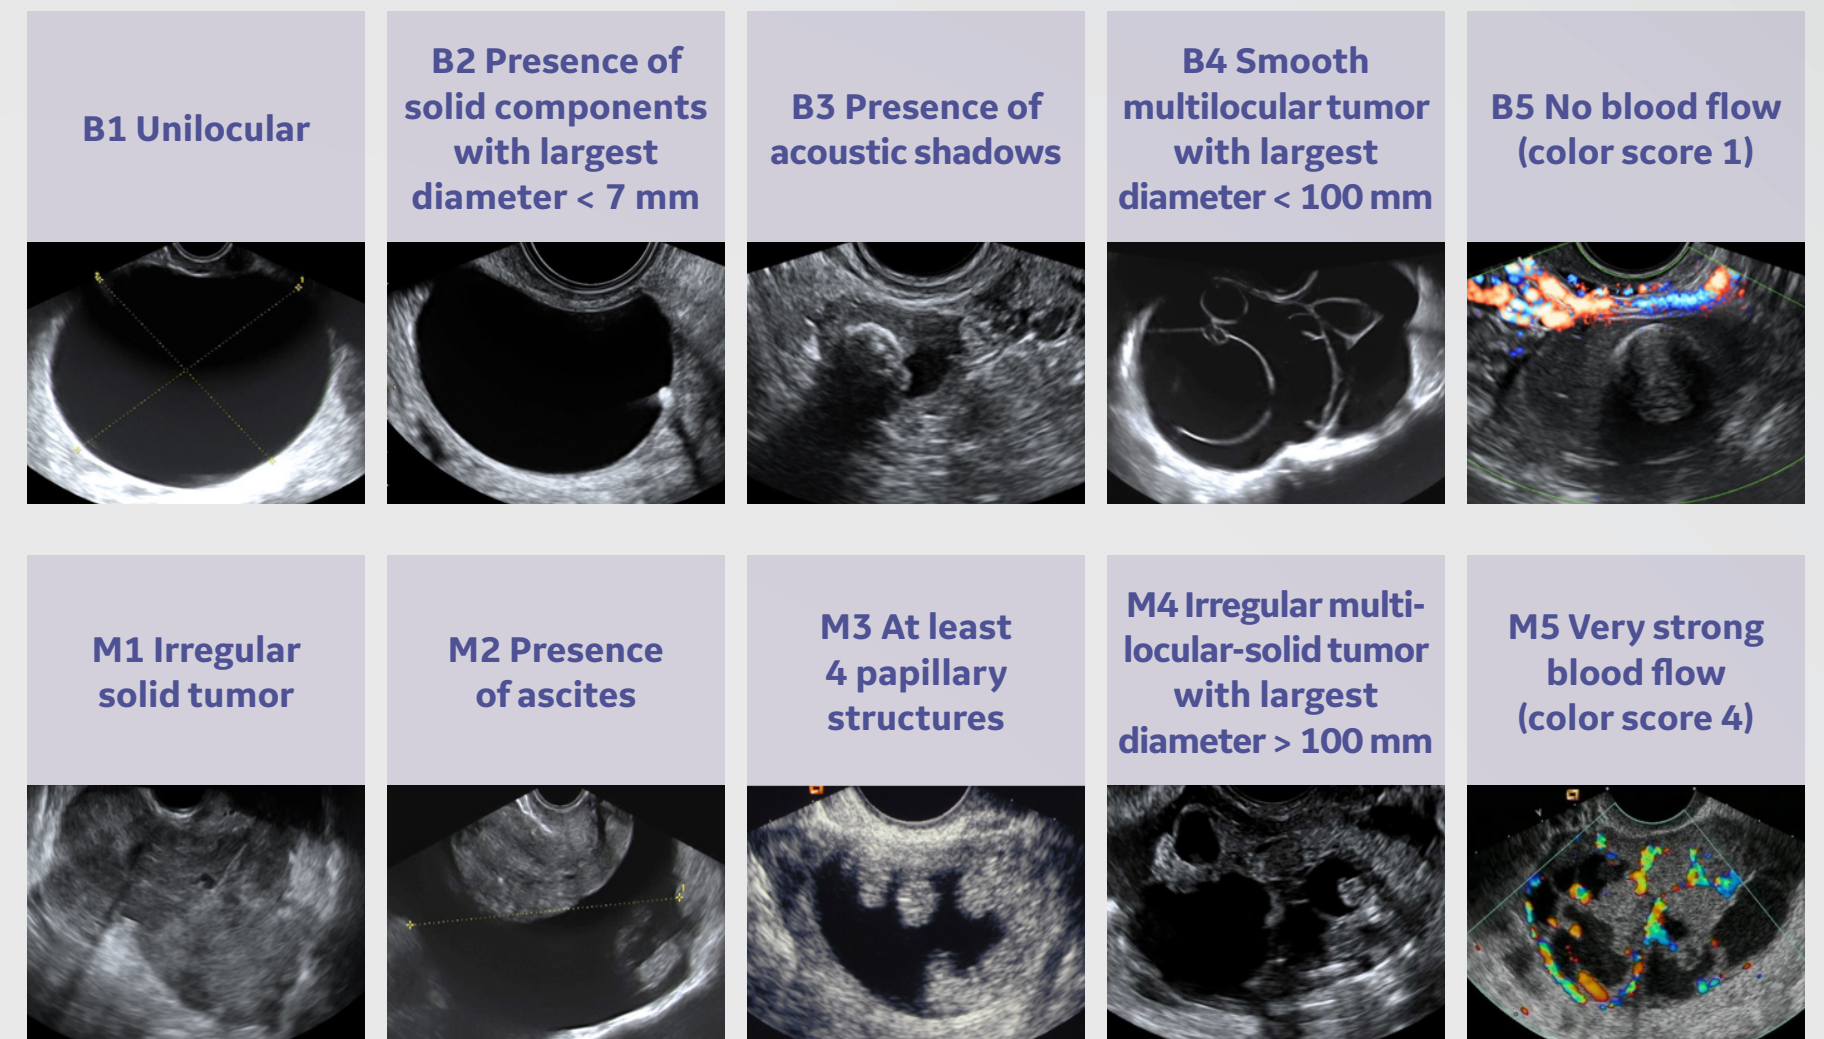 B1 Unilocular
B2 Presence of
solid components
with largest
diameter < 7 mm
B3 Presence of
acoustic shadows
B4 Smooth
multilocular tumor
with largest
diameter < 100 mm
B5 No blood flow
(color score 1)
M1 Irregular
solid tumor
M2 Presence
of ascites
M3 At least
4 papillary
structures
M4 Irregular multi-
locular-solid tumor
with largest
diameter > 100 mm
M5 Very strong
blood flow
(color score 4)